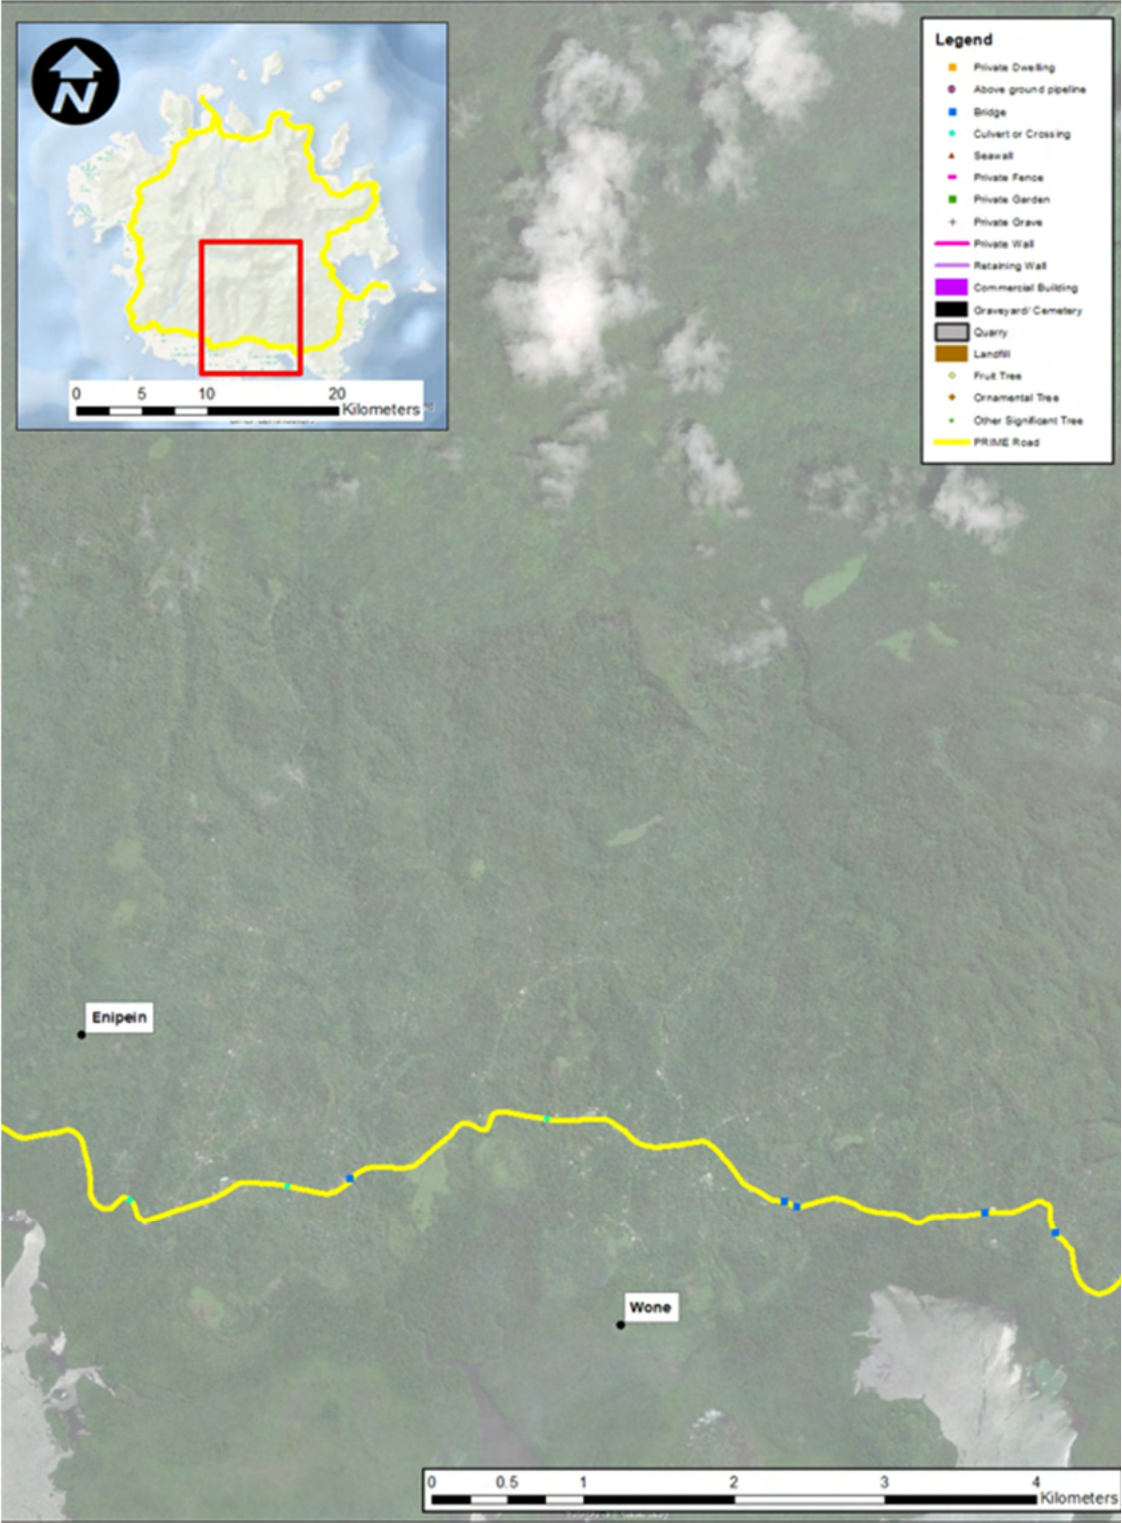 N
0 5 10 20
Kilometers
Legend
Private Dwelling
Above ground pipeline
Bridge
Culvert or Crossing
Seawall
Private Fence
Private Garden
Private Grave
Private Wall
Retaining Wall
Commercial Building
Graveyard/ Cemetery
Quarry
Landfill
Fruit Tree
Ornamental Tree
Other Significant Tree
PRIME Road
Enipein
Wone
0 0.5 1 2 3 4
Kilometers